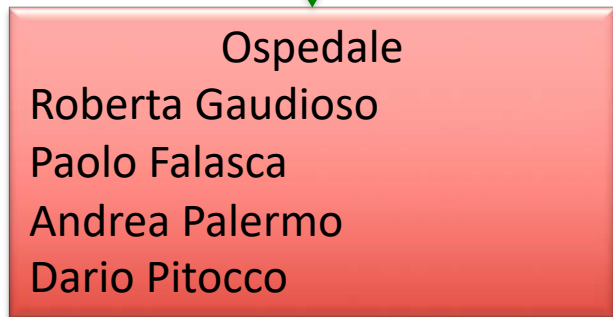 Ospedale
Roberta Gaudioso
Paolo Falasca
Andrea Palermo
Dario Pitocco